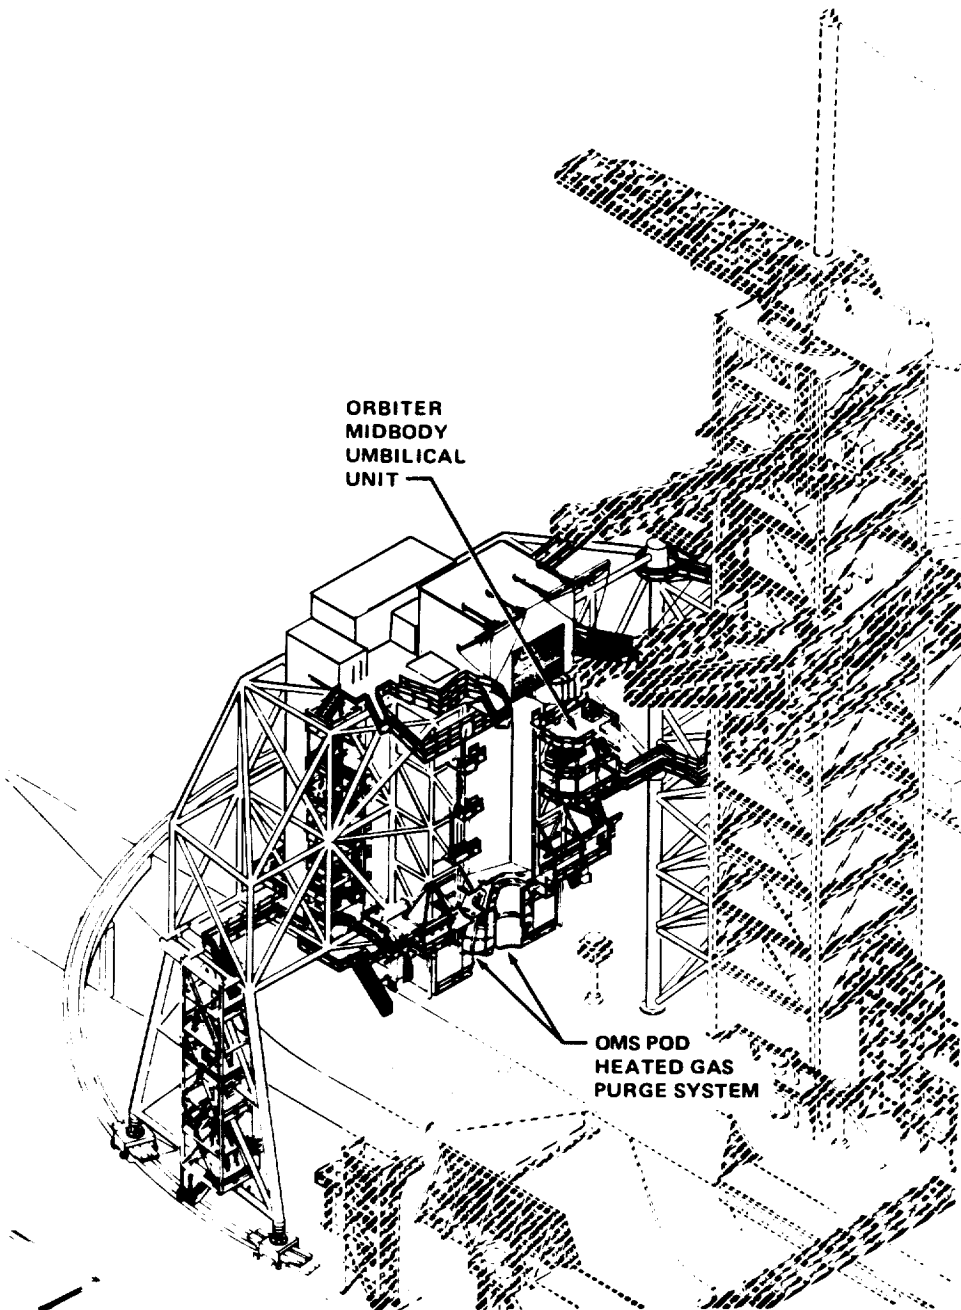 ORBITER
MIDBODY
UMBILICAL
UNIT
OMS POD
HEATED GAS
PURGE SYSTEM